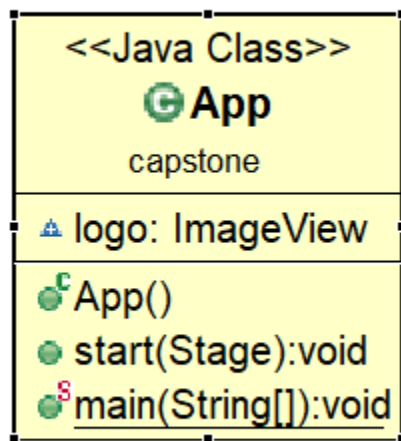 <<Java Class>>
C App
capstone
logo: ImageView
C App()
start(Stage):void
S main(String[]):void